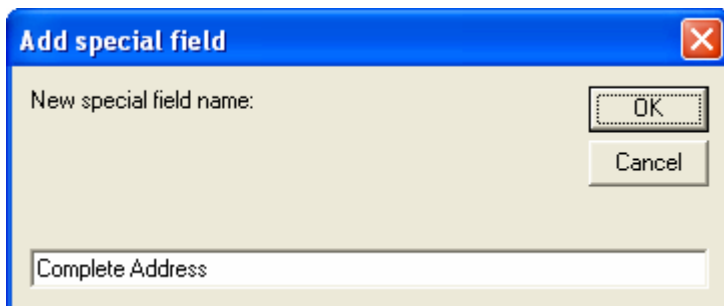 Add special field
New special field name:
OK
Cancel
Complete Address